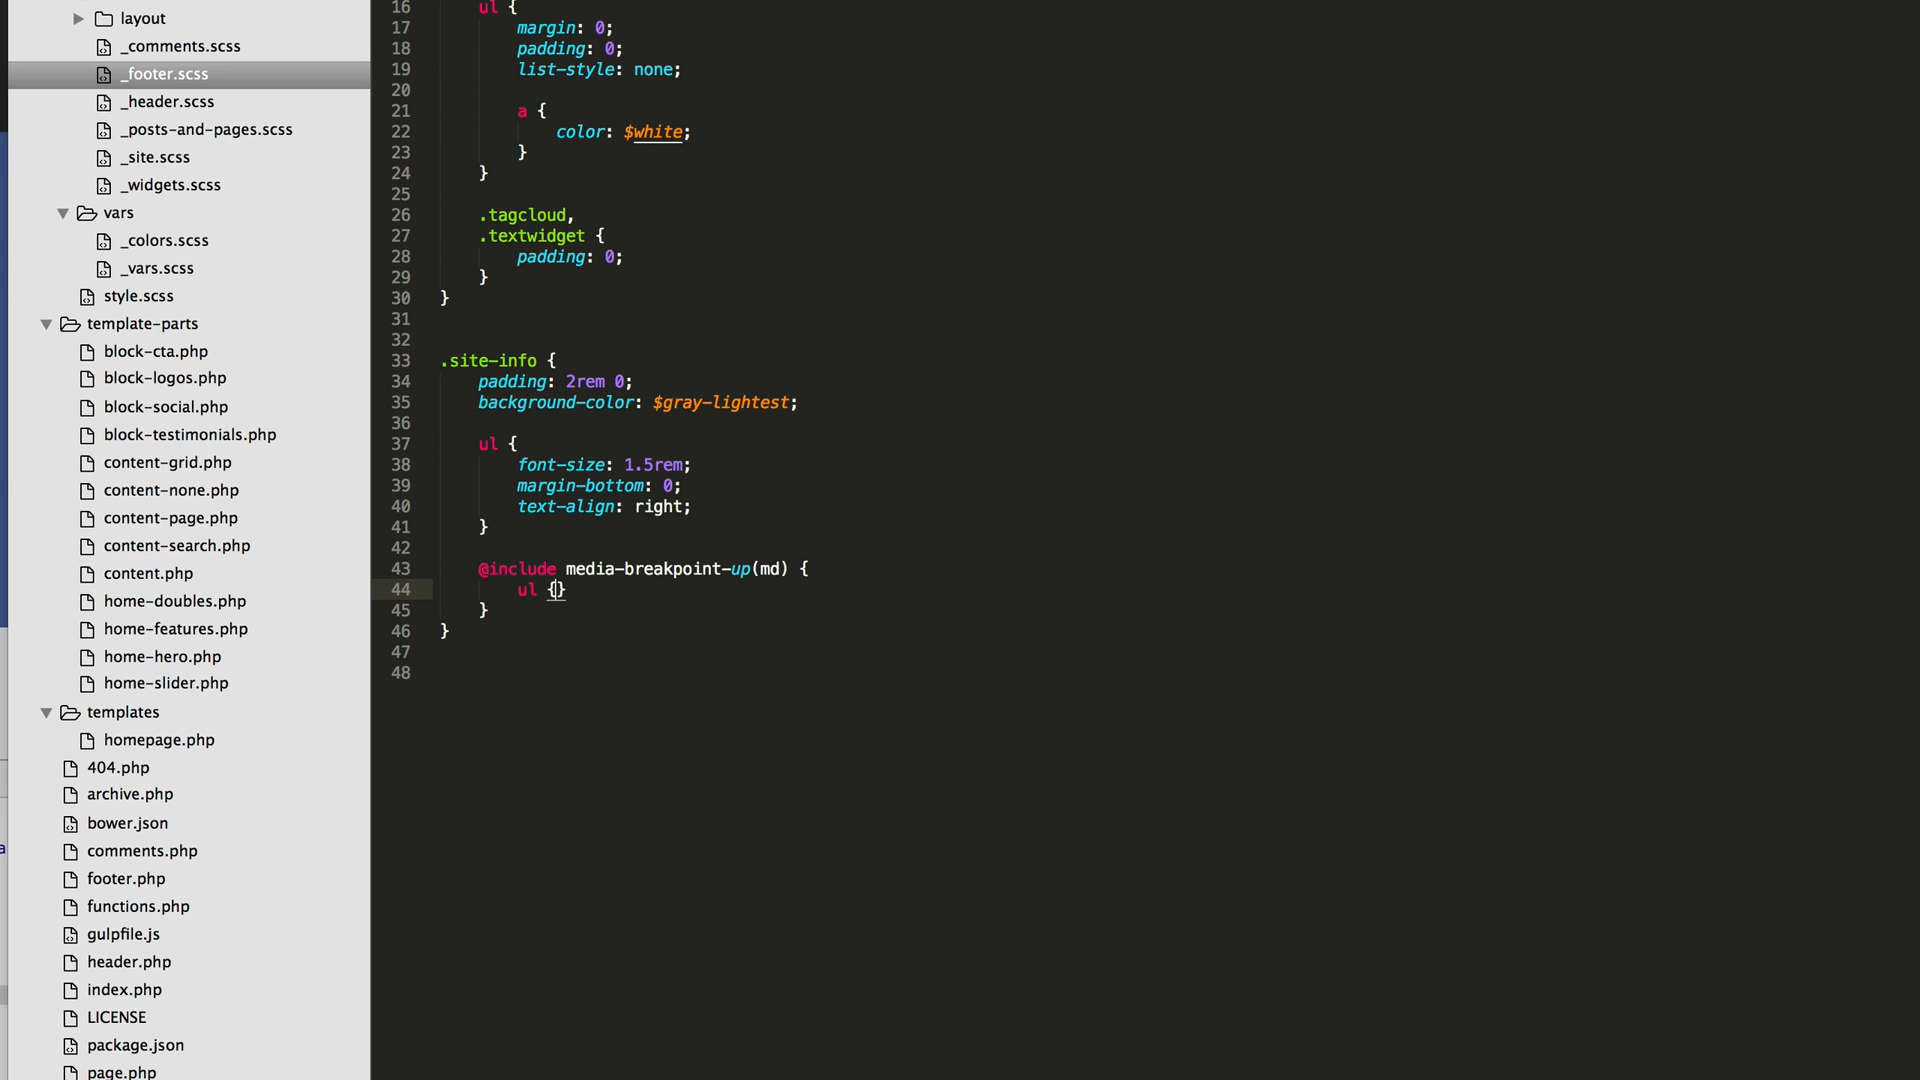 layout
_comments.scss
_footer.scss
_header.scss
_posts-and-pages.scss
_site.scss
_widgets.scss
vars
_colors.scss
_vars.scss
style.scss
template-parts
block-cta.php
block-logos.php
block-social.php
block-testimonials.php
content-grid.php
content-none.php
content-page.php
content-search.php
content.php
home-doubles.php
home-features.php
home-hero.php
home-slider.php
templates
homepage.php
404.php
archive.php
bower.json
comments.php
footer.php
functions.php
gulpfile.js
header.php
index.php
LICENSE
package.json
page.php
16 ul {
17 margin: 0;
18 padding: 0;
19 list-style: none;
20
21 a {
22 color: $white;
23 }
24 }
25
26 .tagcloud,
27 .textwidget {
28 padding: 0;
29 }
30 }
31
32
33 .site-info {
34 padding: 2rem 0;
35 background-color: $gray-lightest;
36
37 ul {
38 font-size: 1.5rem;
39 margin-bottom: 0;
40 text-align: right;
41 }
42
43 @include media-breakpoint-up(md) {
44 ul {}
45 }
46 }
47
48